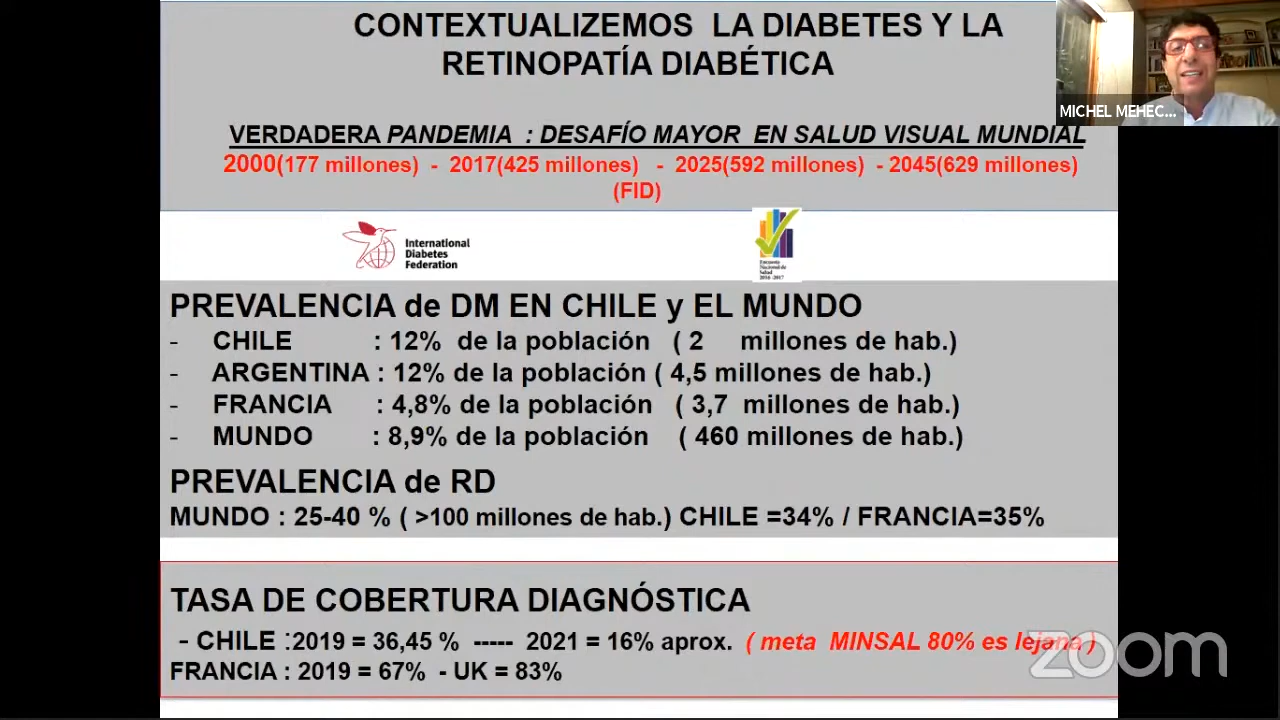 CONTEXTUALIZEMOS LA DIABETES Y LA
RETINOPATÍA DIABÉTICA
MICHEL MEHEC...
VERDADERA PANDEMIA : DESAFÍO MAYOR EN SALUD VISUAL MUNDIAL
2000(177 millones) - 2017(425 millones) - 2025(592 millones) - 2045(629 millones)
(FID)
International
Diabetes
Federation
Encuesta
Nacional de
Salud
2016-2017
PREVALENCIA de DM EN CHILE y EL MUNDO
- CHILE : 12% de la población ( 2 millones de hab.)
- ARGENTINA : 12% de la población ( 4,5 millones de hab.)
- FRANCIA : 4,8% de la población ( 3,7 millones de hab.)
- MUNDO : 8,9% de la población ( 460 millones de hab.)
PREVALENCIA de RD
MUNDO : 25-40 % ( >100 millones de hab.) CHILE =34% / FRANCIA=35%
TASA DE COBERTURA DIAGNÓSTICA
- CHILE :2019 = 36,45 % ----- 2021 = 16% aprox. ( meta MINSAL 80% es lejana )
FRANCIA : 2019 = 67% - UK = 83%
zoom